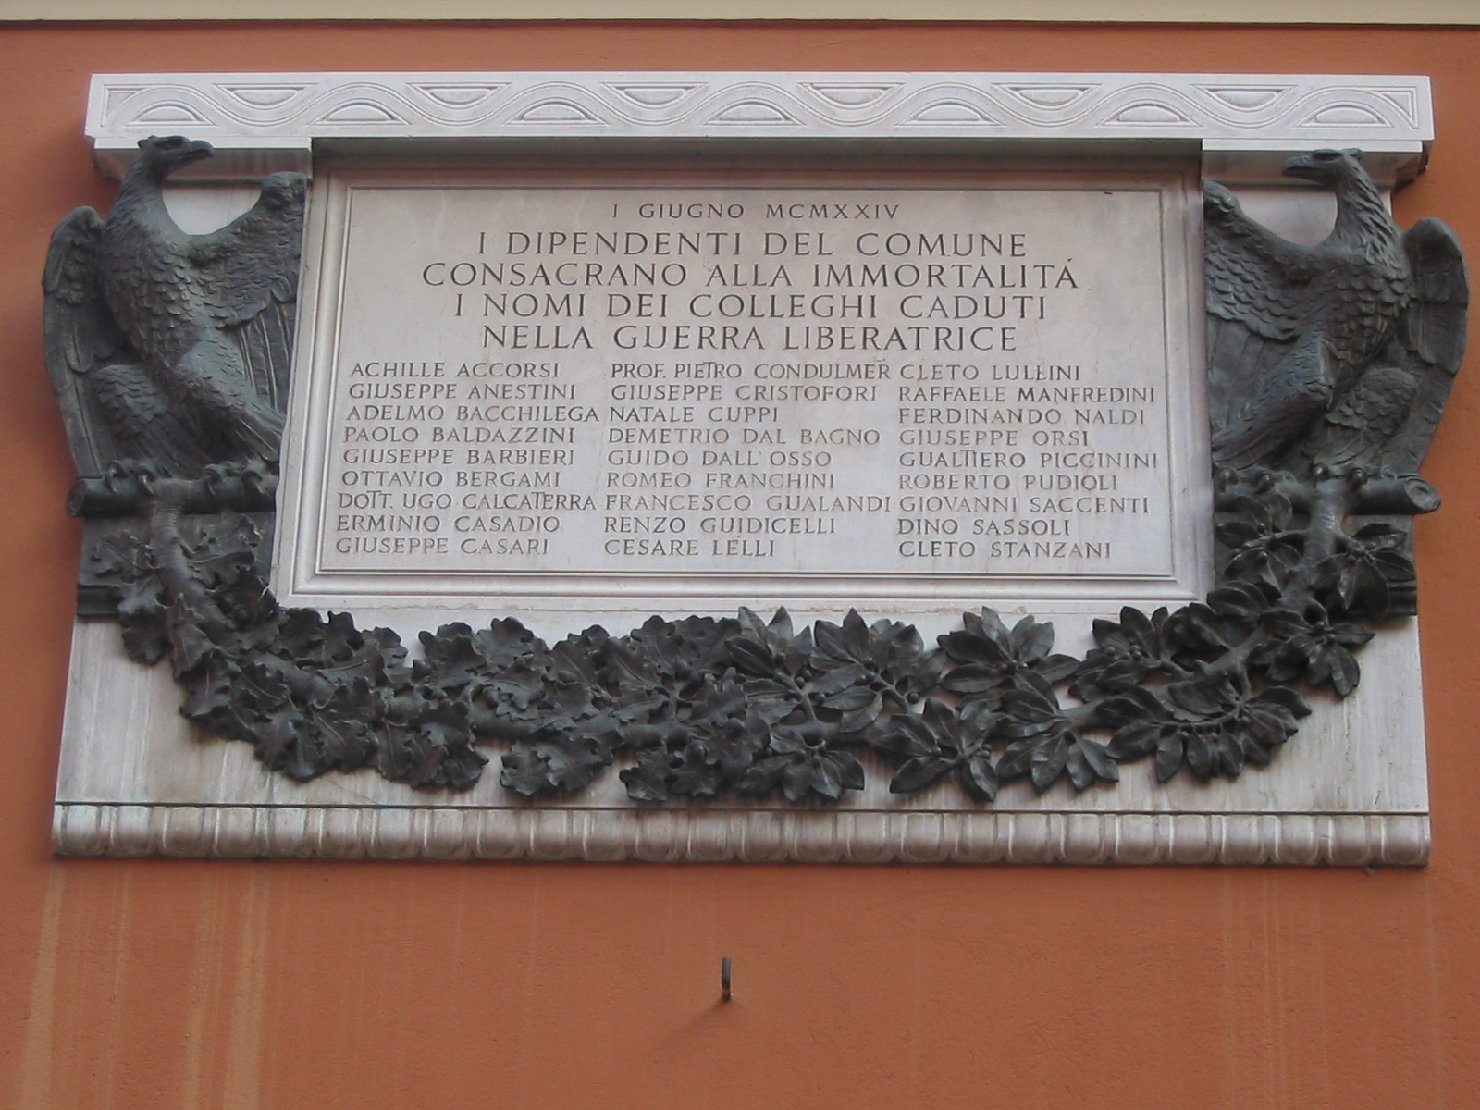 I GIUGNO MCMXXIV
I DIPENDENTI DEL COMUNE
CONSACRANO ALLA IMMORTALITÁ
I NOMI DEI COLLEGHI CADUTI
NELLA GUERRA LIBERATRICE
ACHILLE ACCORSI
GIUSEPPE ANESTINI
ADELMO BACCHILEGA
PAOLO BALDAZZINI
GIUSEPPE BARBIERI
OTTAVIO BERGAMI
DOTT. UGO CALCATERRA
ERMINIO CASADIO
GIUSEPPE CASARI
PROF. PIETRO CONDULMER
GIUSEPPE CRISTOFORI
NATALE CUPPI
DEMETRIO DAL BAGNO
GUIDO DALL'OSSO
ROMEO FRANCHINI
FRANCESCO GUALANDI
RENZO GUIDICELLI
CESARE LELLI
CLETO LULLINI
RAFFAELE MANFREDINI
FERDINANDO NALDI
GIUSEPPE ORSI
GUALTIERO PICCININI
ROBERTO PUDIOLI
GIOVANNI SACCENTI
DINO SASSOLI
CLETO STANZANI